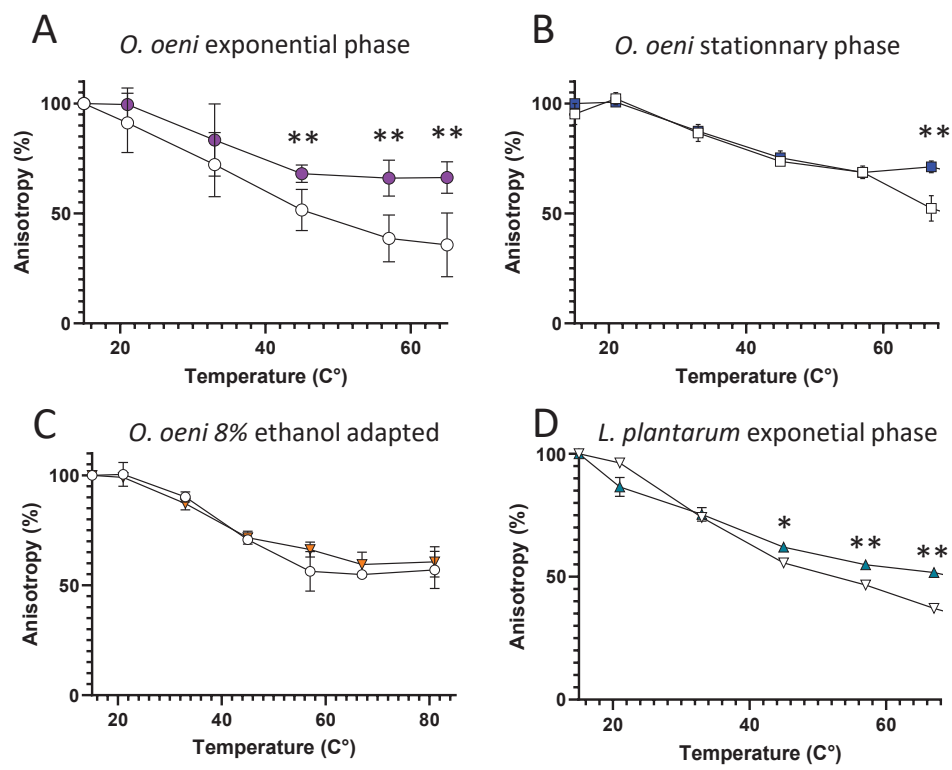 A
O. oeni exponential phase
100
50
0
Anisotropy (%)
**
**
**
20
40
60
Temperature (C°)
B
O. oeni stationnary phase
100
50
0
Anisotropy (%)
**
20
40
60
Temperature (C°)
C
O. oeni 8% ethanol adapted
100
50
0
Anisotropy (%)
20
40
60
80
Temperature (C°)
D
L. plantarum exponetial phase
100
50
0
Anisotropy (%)
*
**
**
20
40
60
Temperature (C°)